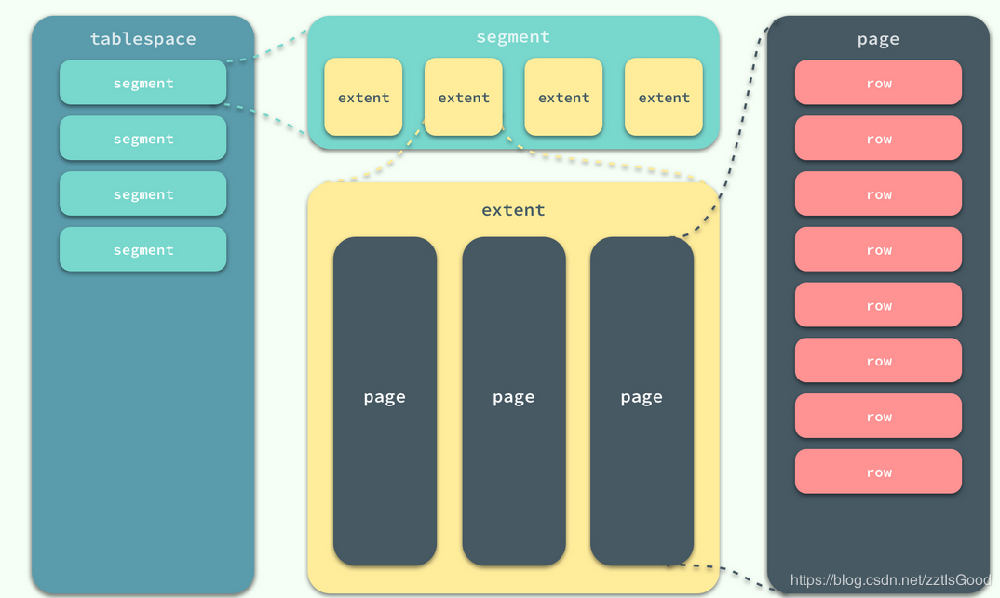 tablespace
segment
segment
segment
segment
segment
extent
extent
extent
extent
extent
page
page
page
page
row
row
row
row
row
row
row
row
https://blog.csdn.net/zztIsGood